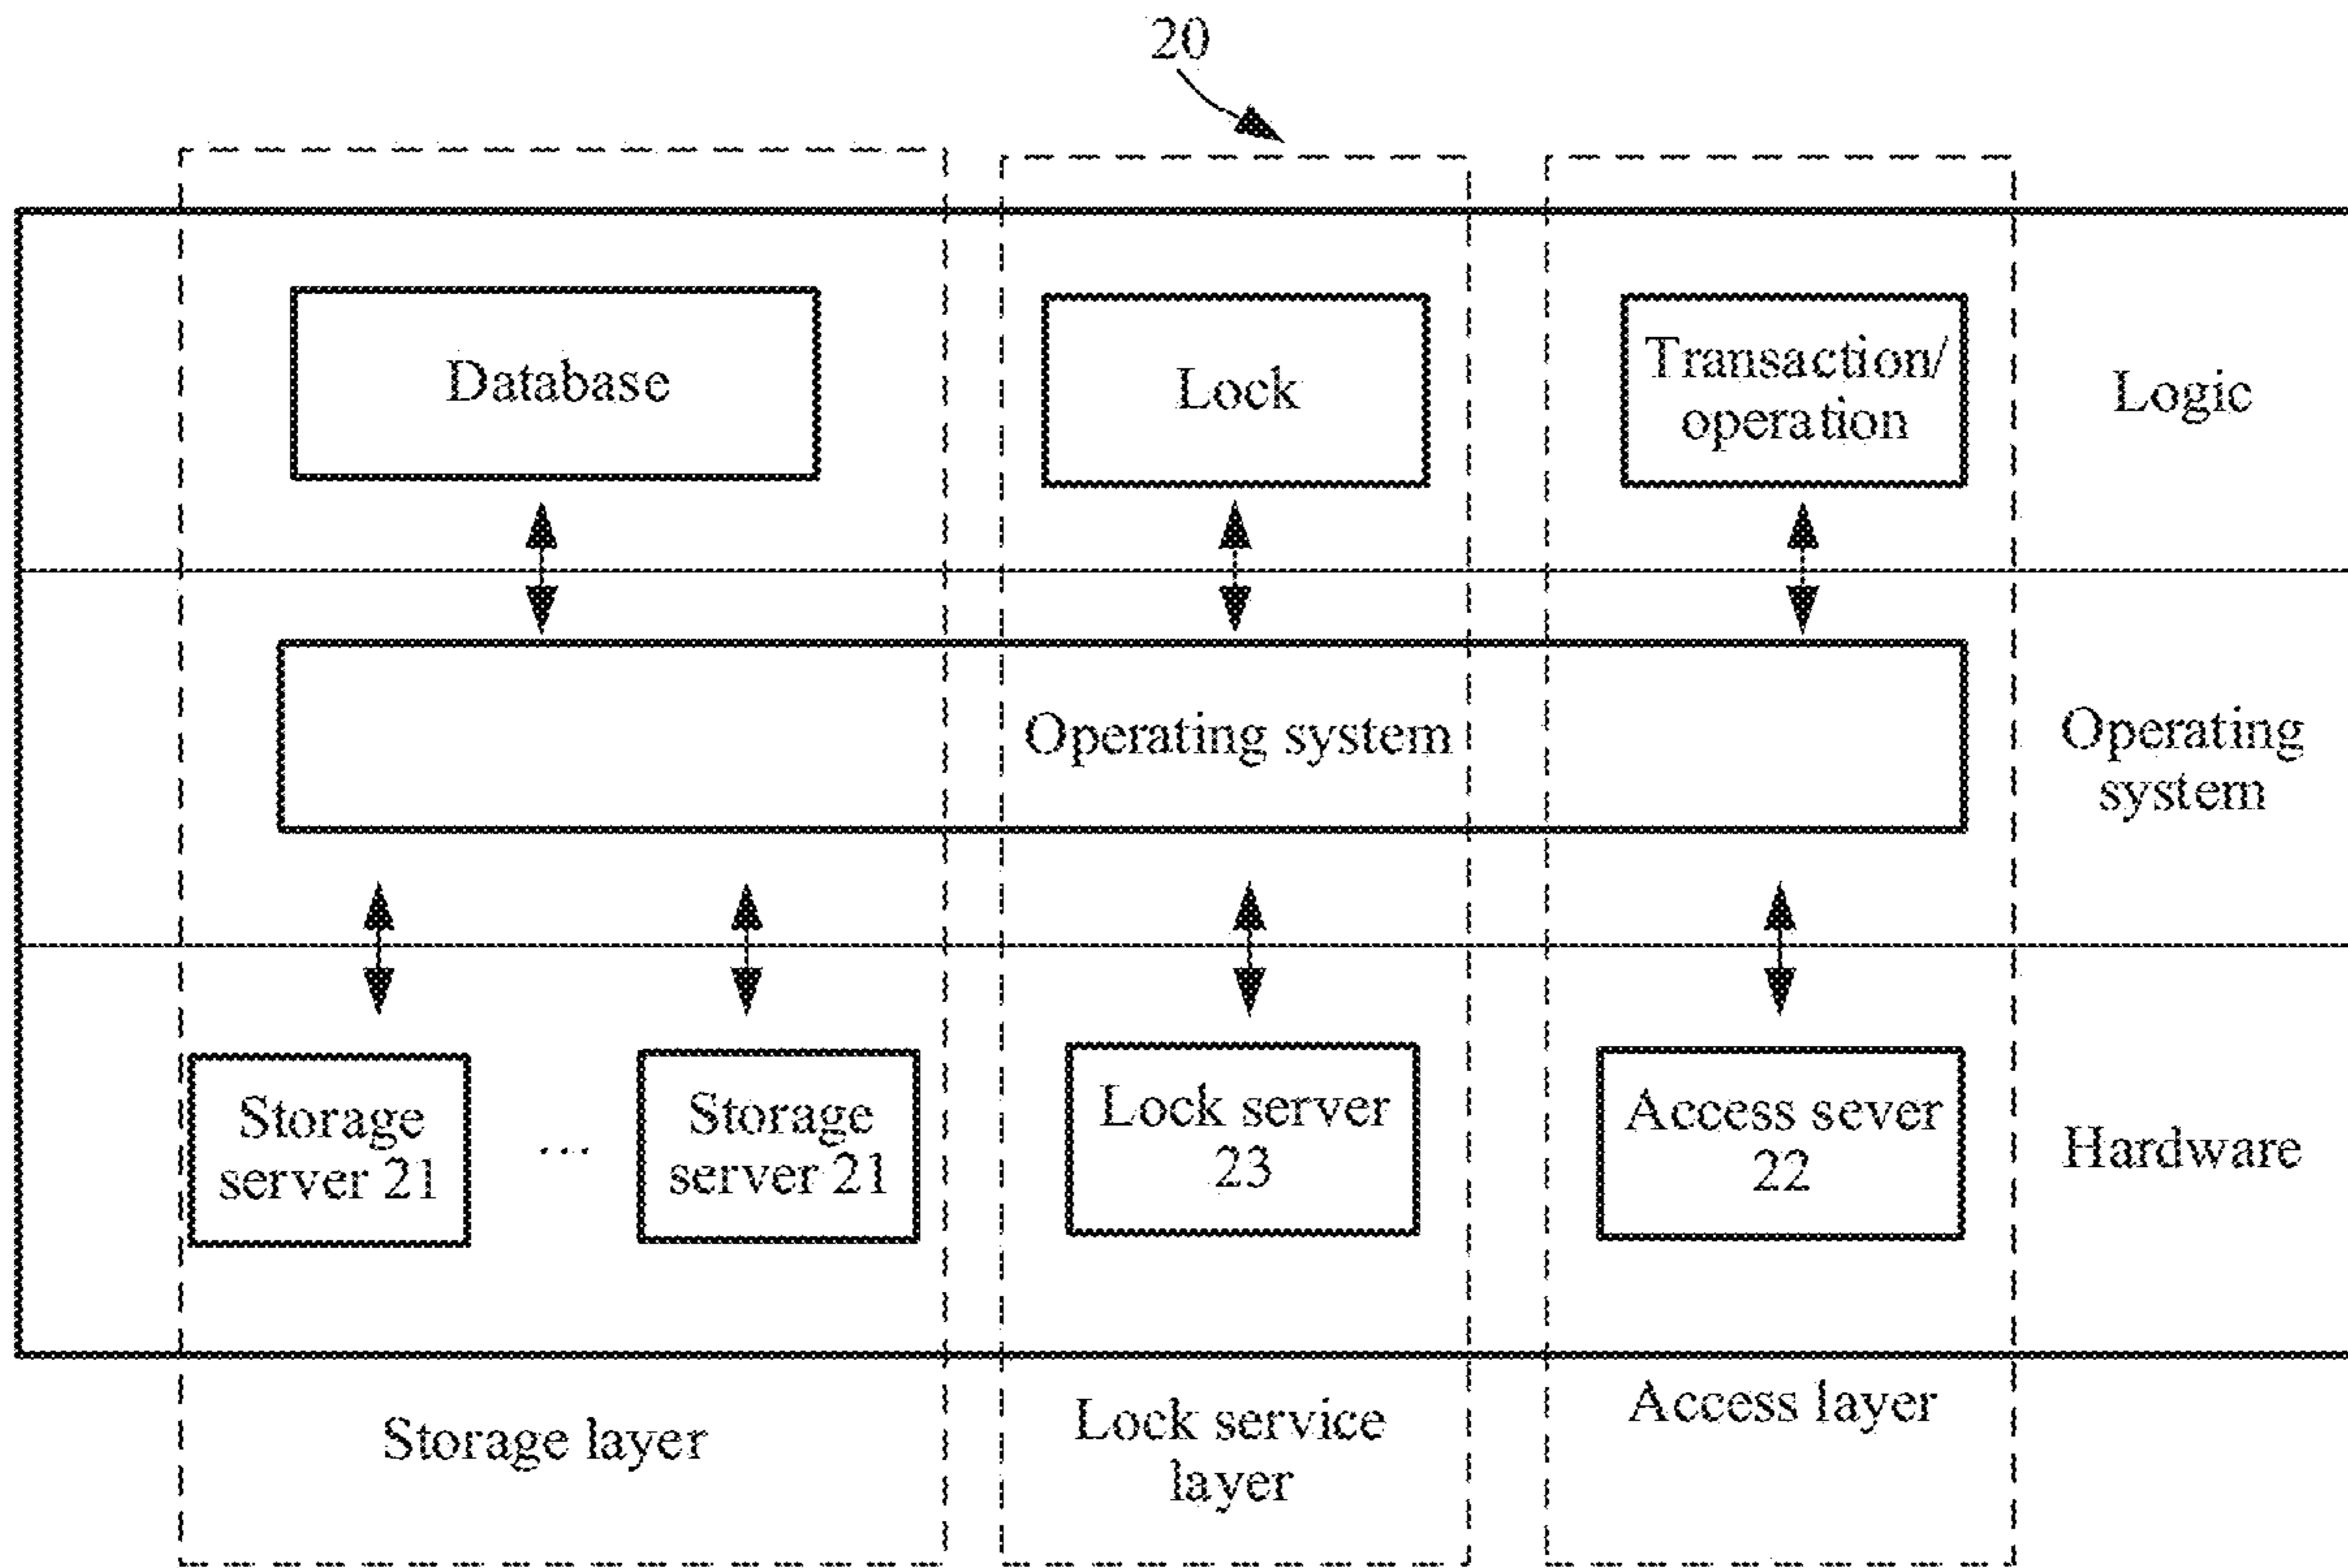 20
Database
Lock
Transaction/
operation
Logic
Operating system
Operating
system
Storage
server 21
...
Storage
server 21
Lock server
23
Access sever
22
Hardware
Storage layer
Lock service
layer
Access layer